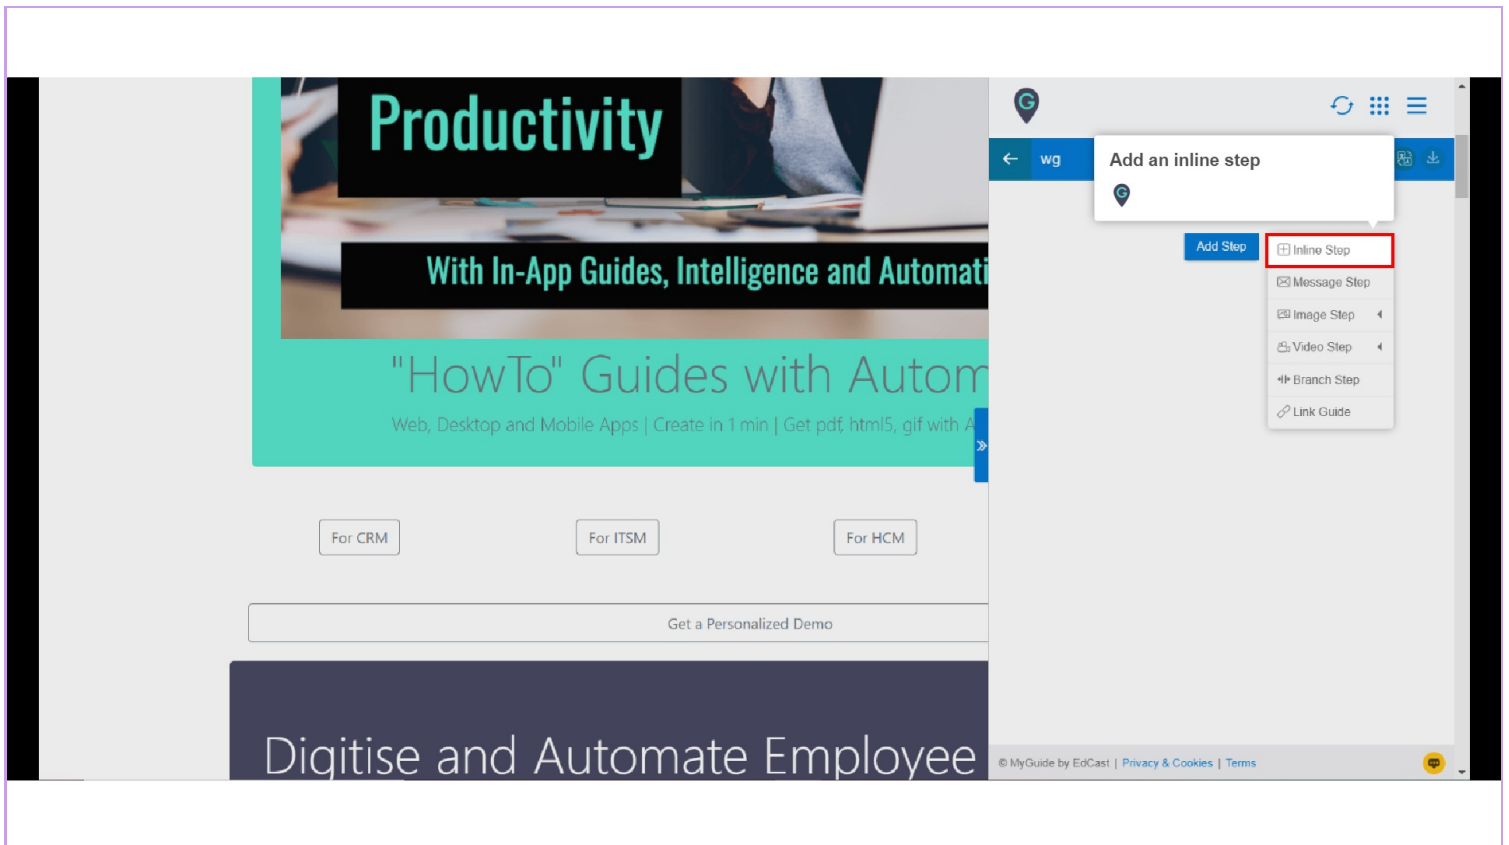 Productivity
With In-App Guides, Intelligence and Automati
"HowTo" Guides with Autom
Web, Desktop and Mobile Apps | Create in 1 min | Get pdf, html5, gif with A
For CRM
For ITSM
For HCM
Get a Personalized Demo
Digitise and Automate Employee
G
wg
Add an inline step
G
Add Step
Inline Step
Message Step
Image Step
Video Step
Branch Step
Link Guide
© MyGuide by EdCast | Privacy & Cookies | Terms